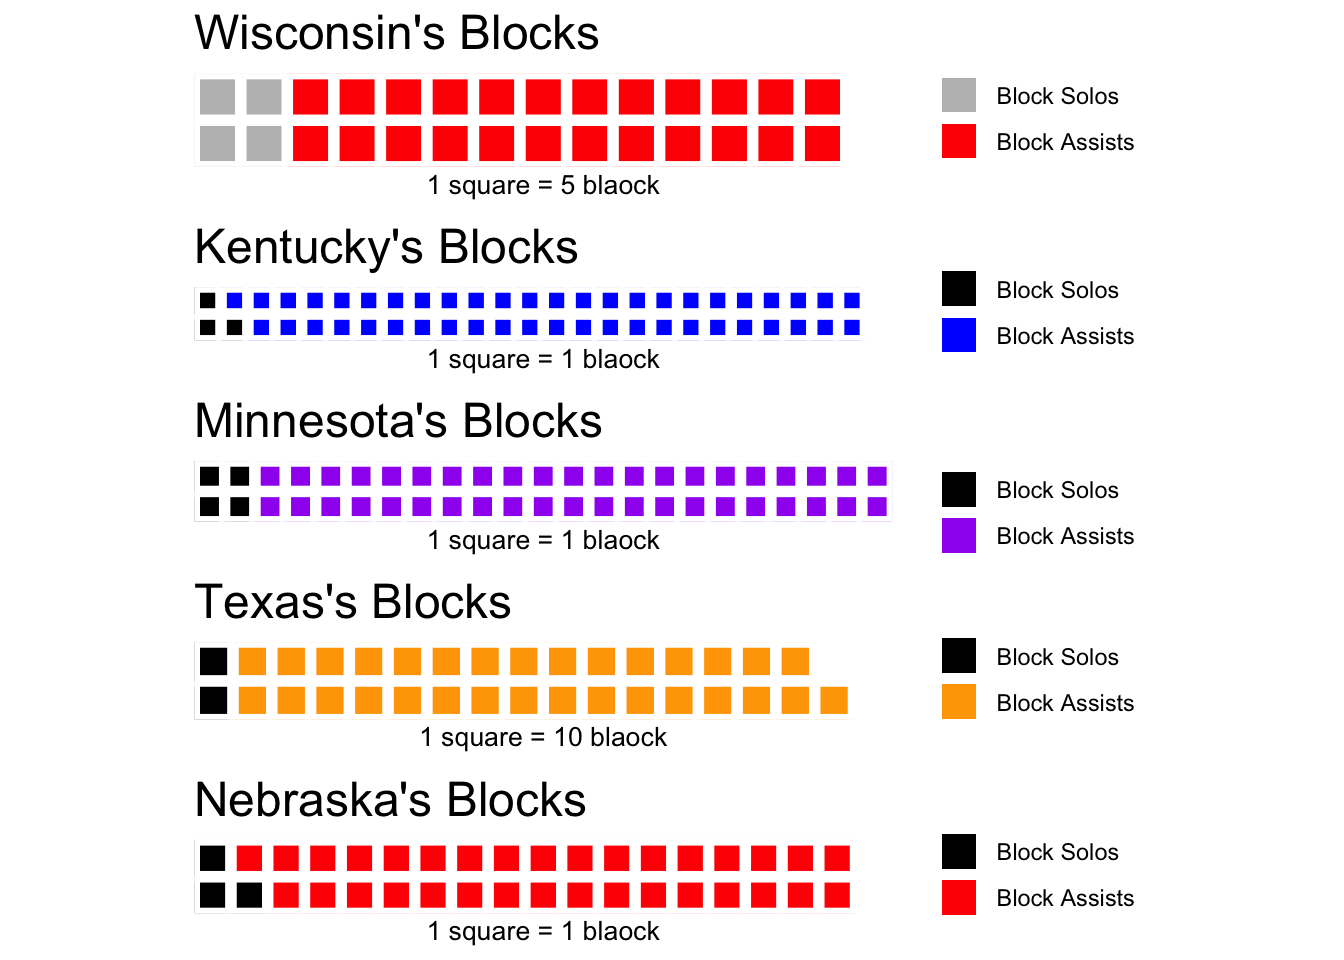 Wisconsin's Blocks
Block Solos
Block Assists
1 square = 5 blaock
Kentucky's Blocks
Block Solos
Block Assists
1 square = 1 blaock
Minnesota's Blocks
Block Solos
Block Assists
1 square = 1 blaock
Texas's Blocks
Block Solos
Block Assists
1 square = 10 blaock
Nebraska's Blocks
Block Solos
Block Assists
1 square = 1 blaock